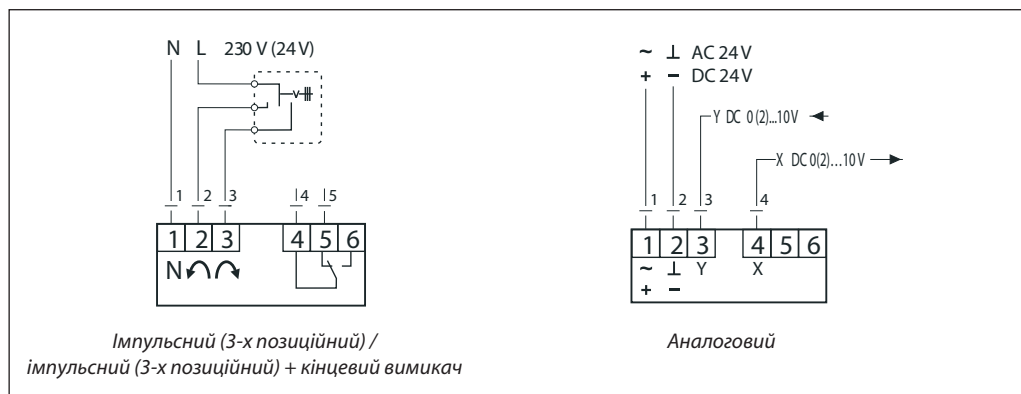 N L 230 V (24 V)
1 2 3 4 5
1 2 3 4 5 6
N
Імпульсний (3-х позиційний) /
імпульсний (3-х позиційний) + кінцевий вимикач
~ ⊥ AC 24 V
+ − DC 24 V
Y DC 0 (2)...10 V
X DC 0(2)...10 V
1 2 3 4
1 2 3 4 5 6
~ ⊥ Y X
+ −
Аналоговий